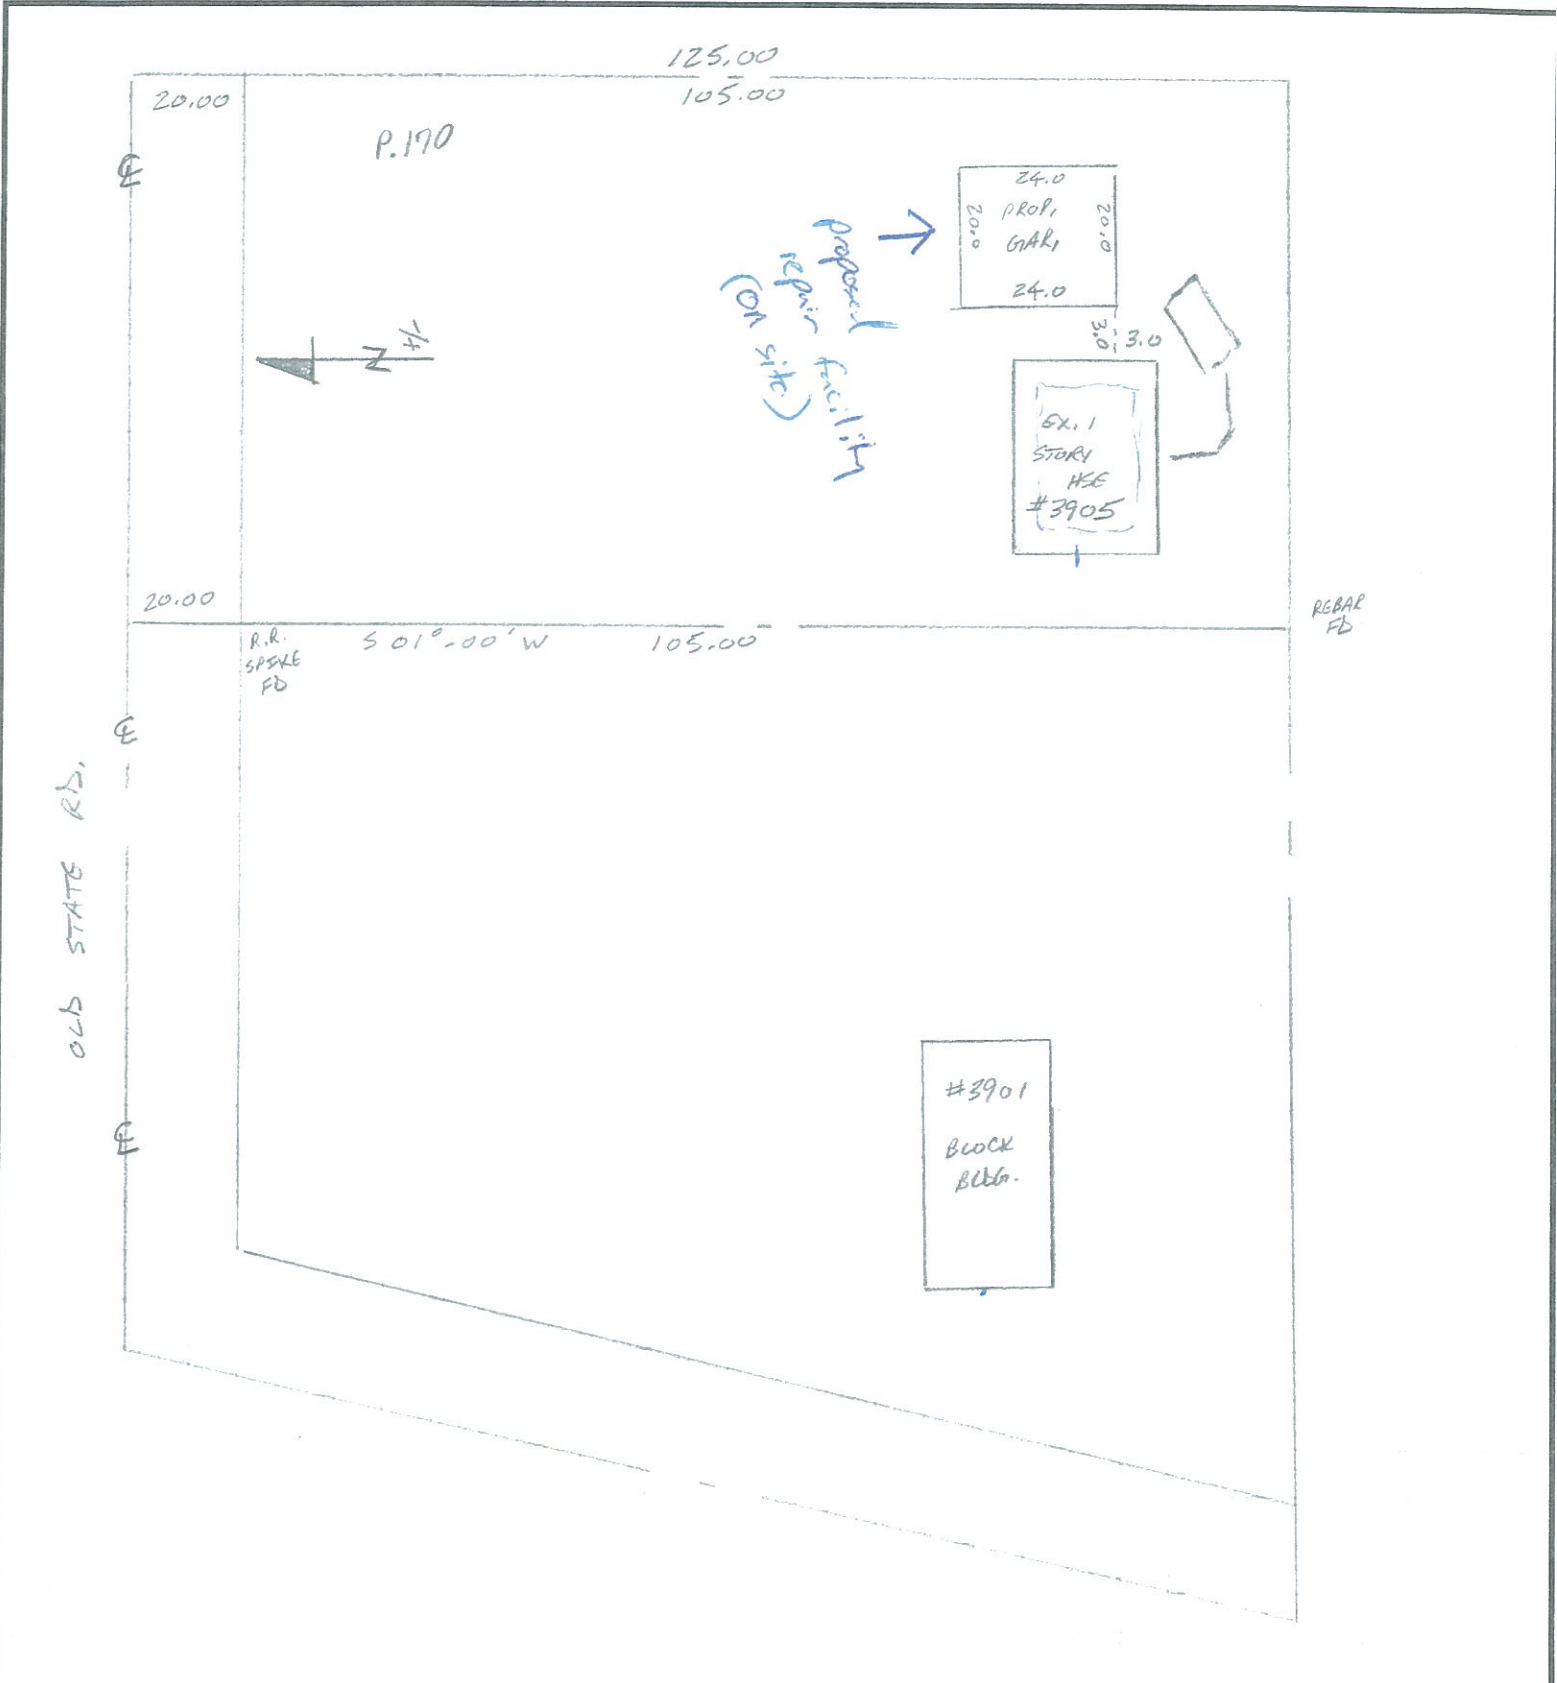 125.00
20.00
105.00
P.170
℄
24.0
20.0
PROP.
GAR.
20.0
24.0
proposed
repair facility
(on site)
N
3.0
3.0
EX. 1
STORY
HSE
#3905
20.00
R.R.
SPIKE
FD
S 01°-00' W
105.00
REBAR
FD
℄
OLD STATE RD.
℄
#3901
BLOCK
BLDG.